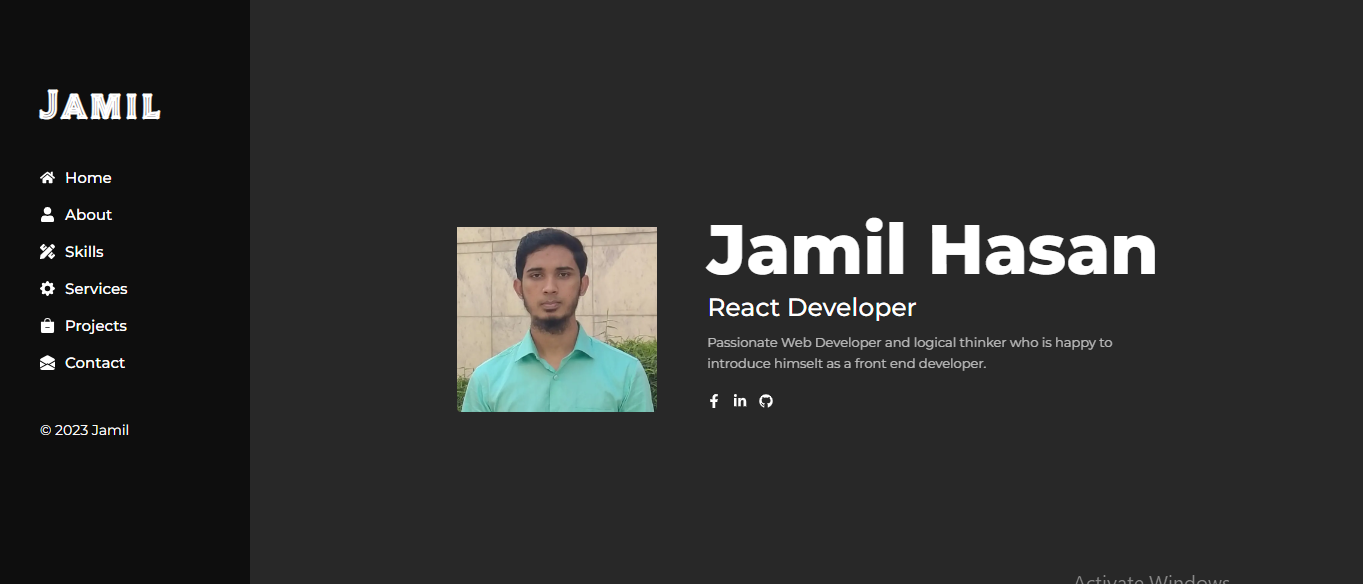 Jamil
Home
About
Skills
Services
Projects
Contact
© 2023 Jamil
Jamil Hasan
React Developer
Passionate Web Developer and logical thinker who is happy to
introduce himselt as a front end developer.
Activate Windows